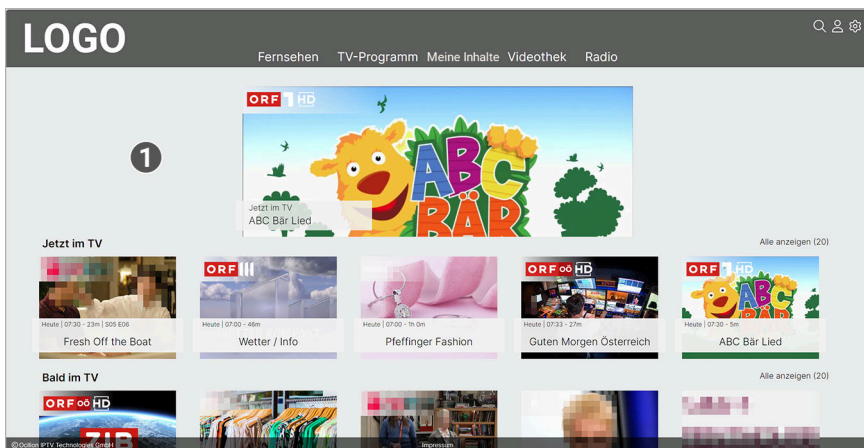 LOGO
Fernsehen TV-Programm Meine Inhalte Videothek Radio
1
ORF 1 HD
ABC
BÄR
Jetzt im TV
ABC Bär Lied
Jetzt im TV
Alle anzeigen (20)
ORF III
ORF oö HD
ORF 1 HD
ABC
BÄR
Heute | 07:30 - 23m | S05 E06
Heute | 07:00 - 46m
Heute | 07:00 - 1h 0m
Heute | 07:33 - 27m
Heute | 07:30 - 5m
Fresh Off the Boat
Wetter / Info
Pfeffinger Fashion
Guten Morgen Österreich
ABC Bär Lied
Bald im TV
Alle anzeigen (20)
ORF oö HD
ZIB
© Ocilion IPTV Technologies GmbH
Impressum